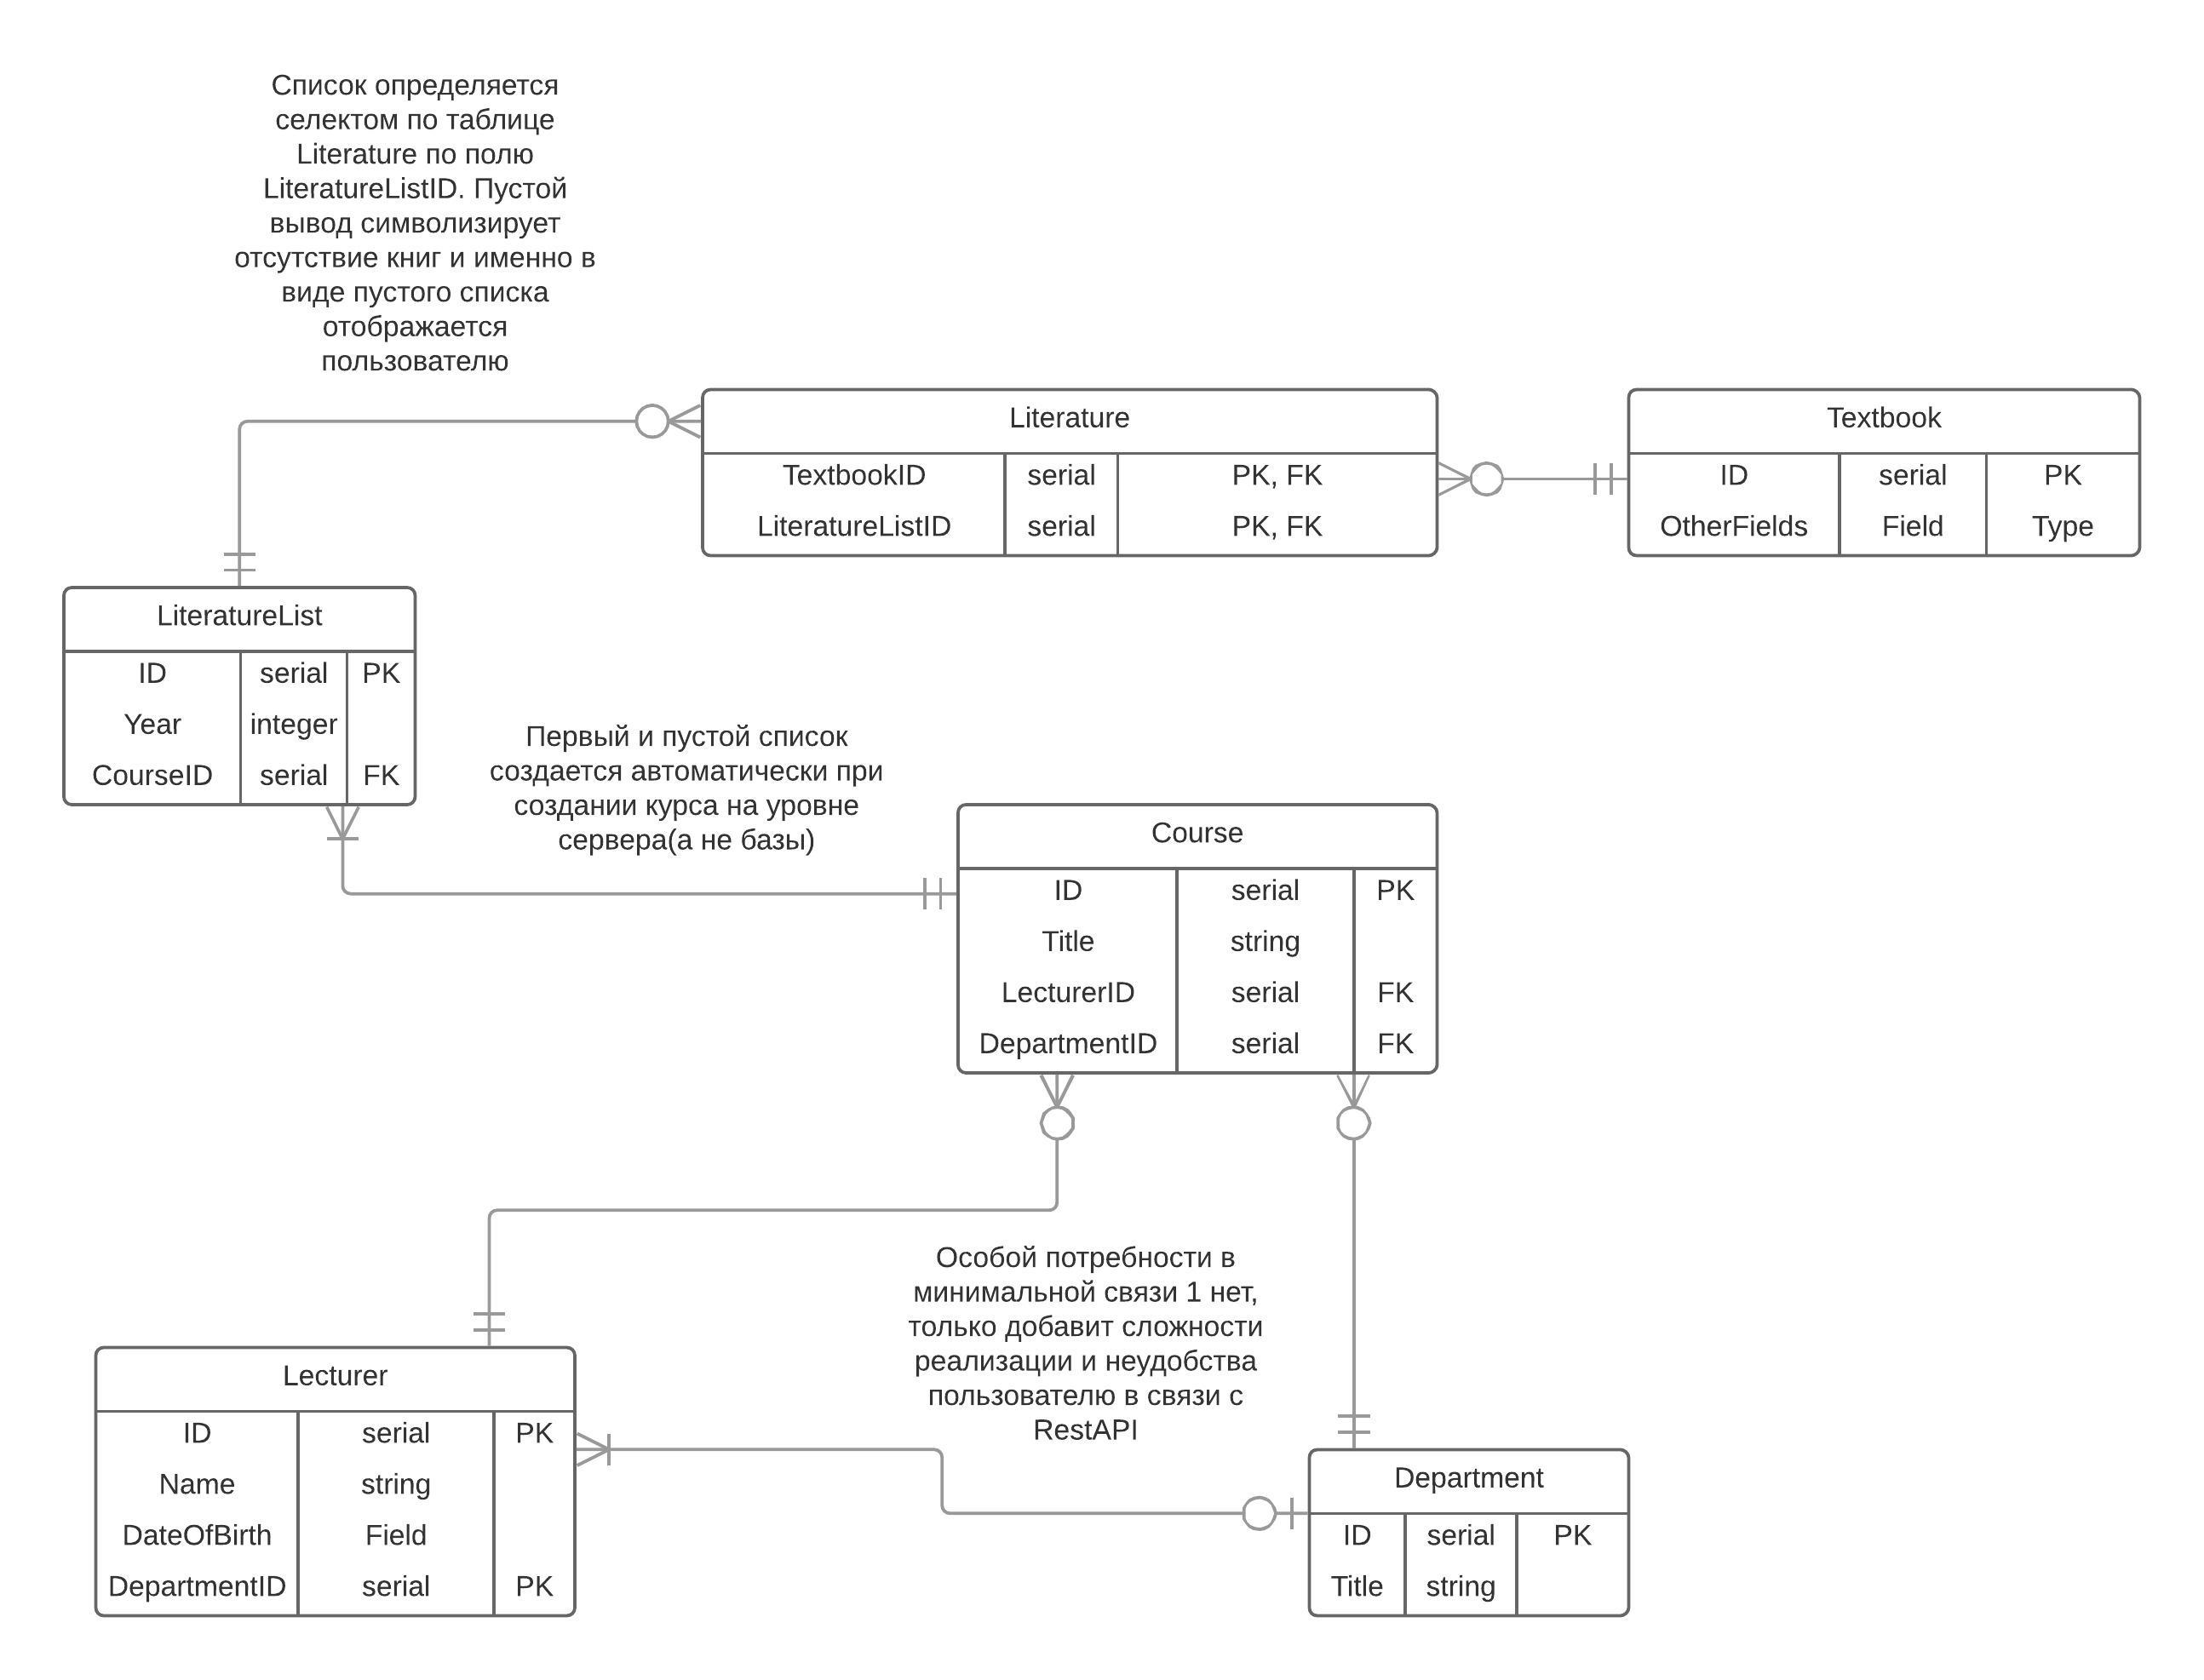 Список определяется
селектом по таблице
Literature по полю
LiteratureListID. Пустой
вывод символизирует
отсутствие книг и именно в
виде пустого списка
отображается
пользователю
Literature
TextbookID serial PK, FK
LiteratureListID serial PK, FK
Textbook
ID serial PK
OtherFields Field Type
LiteratureList
ID serial PK
Year integer
CourseID serial FK
Первый и пустой список
создается автоматически при
создании курса на уровне
сервера(а не базы)
Course
ID serial PK
Title string
LecturerID serial FK
DepartmentID serial FK
Особой потребности в
минимальной связи 1 нет,
только добавит сложности
реализации и неудобства
пользователю в связи с
RestAPI
Lecturer
ID serial PK
Name string
DateOfBirth Field
DepartmentID serial PK
Department
ID serial PK
Title string